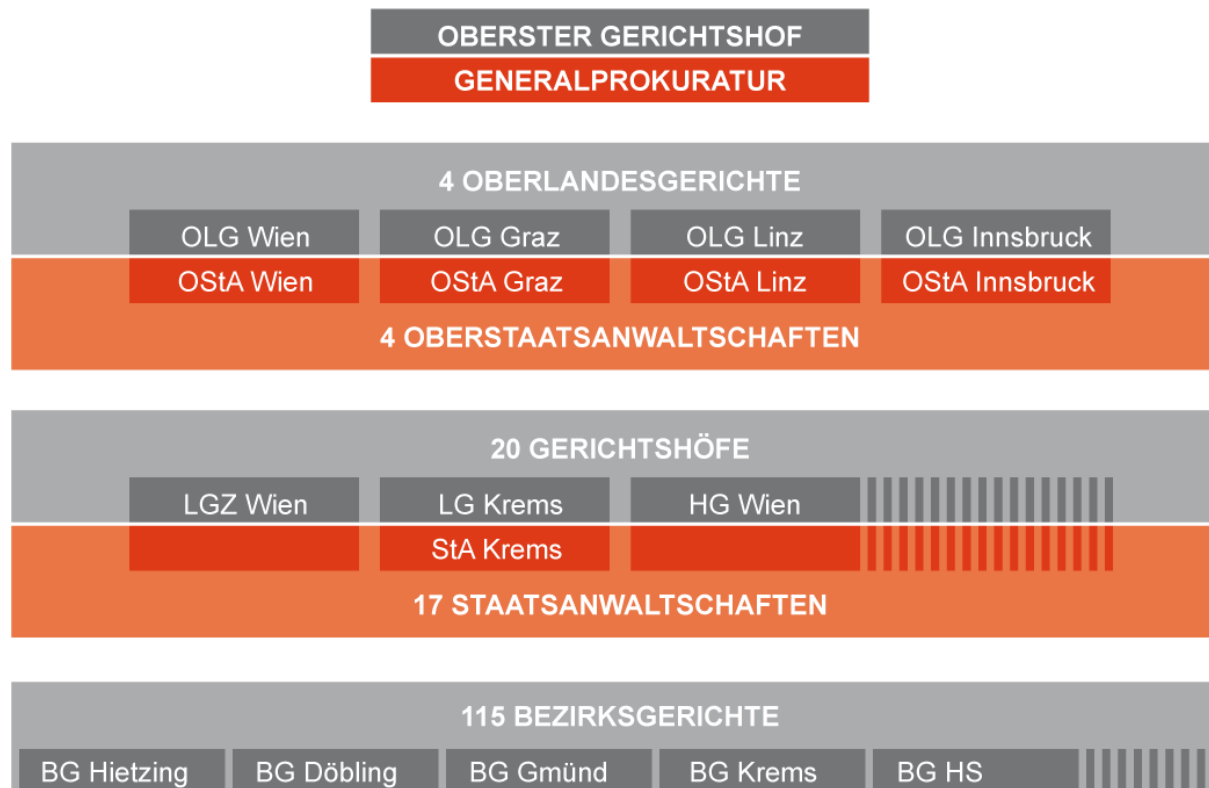 OBERSTER GERICHTSHOF
GENERALPROKURATUR
4 OBERLANDESGERICHTE
OLG Wien OLG Graz OLG Linz OLG Innsbruck
OStA Wien OStA Graz OStA Linz OStA Innsbruck
4 OBERSTAATSANWALTSCHAFTEN
20 GERICHTSHÖFE
LGZ Wien LG Krems HG Wien
StA Krems
17 STAATSANWALTSCHAFTEN
115 BEZIRKSGERICHTE
BG Hietzing BG Döbling BG Gmünd BG Krems BG HS